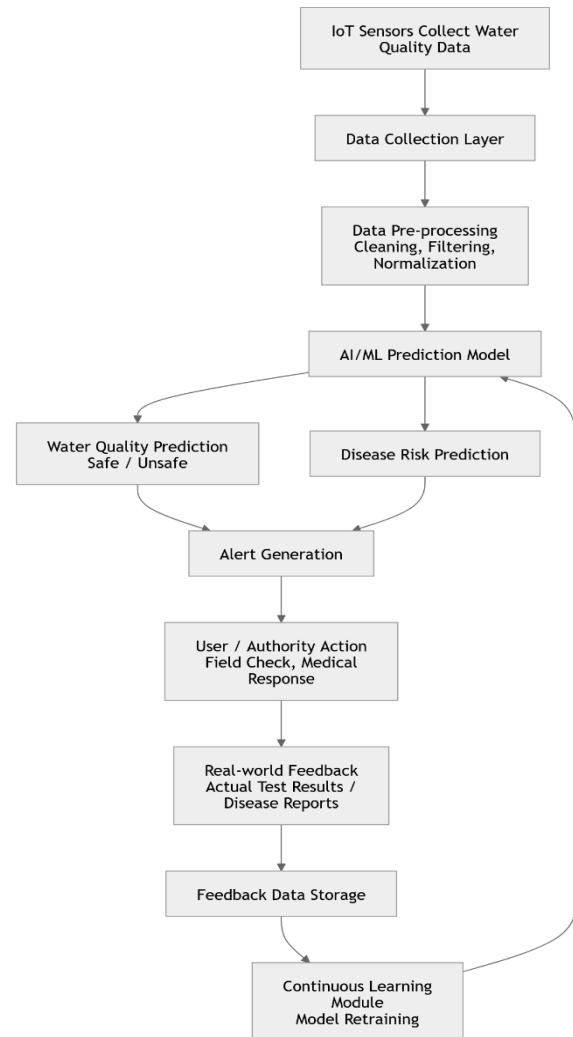 IoT Sensors Collect Water
Quality Data
Data Collection Layer
Data Pre-processing
Cleaning, Filtering,
Normalization
AI/ML Prediction Model
Water Quality Prediction
Safe / Unsafe
Disease Risk Prediction
Alert Generation
User / Authority Action
Field Check, Medical
Response
Real-world Feedback
Actual Test Results /
Disease Reports
Feedback Data Storage
Continuous Learning
Module
Model Retraining